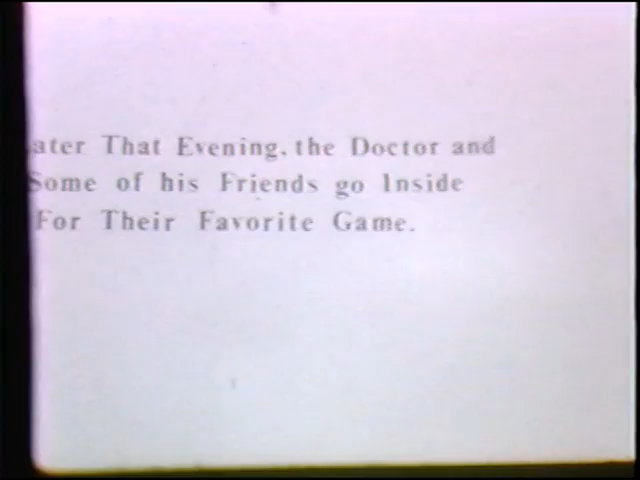 ater That Evening, the Doctor and
Some of his Friends go Inside
For Their Favorite Game.